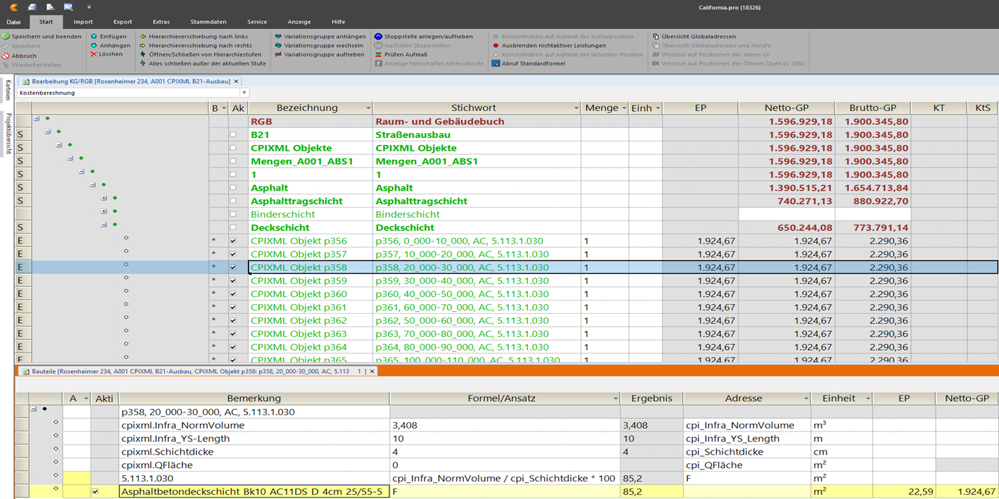 California.pro (18326)
Datei Start Import Export Extras Stammdaten Service Anzeige Hilfe
Speichern und beenden Einfügen Hierarchieverschiebung nach links Variationsgruppe anhängen Stoppstelle anlegen/aufheben Konzentration auf Aufmaß der Aufrufposition Übersicht Globaladressen
Speichern Anhängen Hierarchieverschiebung nach rechts Variationsgruppe wechseln Ausfüllen Stoppstellen Ausblenden nichtaktiver Leistungen Übersicht Globaladressen und Abrufe
Abbruch Löschen Öffnen/Schließen von Hierarchiestufen Variationsgruppe aufheben Prüfen Aufmaß Konzentration auf Aufmaß der aktuellen Position Wechsel auf Positionen des Jahres-LV
Wiederherstellen Alles schließen außer der aktuellen Stufe Anzeige fehlerhafter Adressabrufe Abruf Standardformel Wechsel auf Positionen des ÖNorm Quell-LV 2062
Karteien
Projektübersicht
Bearbeitung KG/RGB [Rosenheimer 234, A001 CPIXML B21-Ausbau]
Kostenberechnung
B Ak Bezeichnung Stichwort Menge Einh EP Netto-GP Brutto-GP KT KtS
RGB Raum- und Gebäudebuch 1.596.929,18 1.900.345,80
S B21 Straßenausbau 1.596.929,18 1.900.345,80
S CPIXML Objekte CPIXML Objekte 1.596.929,18 1.900.345,80
S Mengen_A001_ABS1 Mengen_A001_ABS1 1.596.929,18 1.900.345,80
S 1 1 1.596.929,18 1.900.345,80
S Asphalt Asphalt 1.390.515,21 1.654.713,84
S Asphalttragschicht Asphalttragschicht 740.271,13 880.922,70
Binderschicht Binderschicht
S Deckschicht Deckschicht 650.244,08 773.791,14
E * CPIXML Objekt p356 p356, 0_000-10_000, AC, 5.113.1.030 1 1.924,67 1.924,67 2.290,36
E * CPIXML Objekt p357 p357, 10_000-20_000, AC, 5.113.1.030 1 1.924,67 1.924,67 2.290,36
E * CPIXML Objekt p358 p358, 20_000-30_000, AC, 5.113.1.030 1 1.924,67 1.924,67 2.290,36
E * CPIXML Objekt p359 p359, 30_000-40_000, AC, 5.113.1.030 1 1.924,67 1.924,67 2.290,36
E * CPIXML Objekt p360 p360, 40_000-50_000, AC, 5.113.1.030 1 1.924,67 1.924,67 2.290,36
E * CPIXML Objekt p361 p361, 60_000-70_000, AC, 5.113.1.030 1 1.924,67 1.924,67 2.290,36
E * CPIXML Objekt p362 p362, 50_000-60_000, AC, 5.113.1.030 1 1.924,67 1.924,67 2.290,36
E * CPIXML Objekt p363 p363, 70_000-80_000, AC, 5.113.1.030 1 1.924,67 1.924,67 2.290,36
E * CPIXML Objekt p364 p364, 80_000-90_000, AC, 5.113.1.030 1 1.924,67 1.924,67 2.290,36
E * CPIXML Objekt p365 p365, 100_000-110_000, AC, 5.113.1.030 1 1.924,67 1.924,67 2.290,36
Bauteile [Rosenheimer 234, A001 CPIXML B21-Ausbau, CPIXML Objekt p358: p358, 20_000-30_000, AC, 5.113 1 ]
A Akti Bemerkung Formel/Ansatz Ergebnis Adresse Einheit EP Netto-GP
p358, 20_000-30_000, AC, 5.113.1.030
cpixml.Infra_NormVolume 3,408 3,408 cpi_Infra_NormVolume m³
cpixml.Infra_YS-Length 10 10 cpi_Infra_YS_Length m
cpixml.Schichtdicke 4 4 cpi_Schichtdicke cm
cpixml.QFläche 0 cpi_QFläche m²
5.113.1.030 cpi_Infra_NormVolume / cpi_Schichtdicke * 100 85,2 F m²
Asphaltbetondeckschicht Bk10 AC11DS D 4cm 25/55-5 F 85,2 m² 22,59 1.924,67